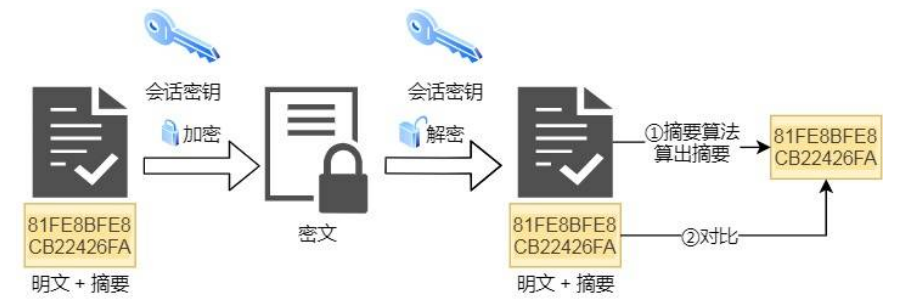 会话密钥
会话密钥
加密
解密
①摘要算法
算出摘要
81FE8BFE8
CB22426FA
81FE8BFE8
CB22426FA
密文
81FE8BFE8
CB22426FA
②对比
明文 + 摘要
明文 + 摘要